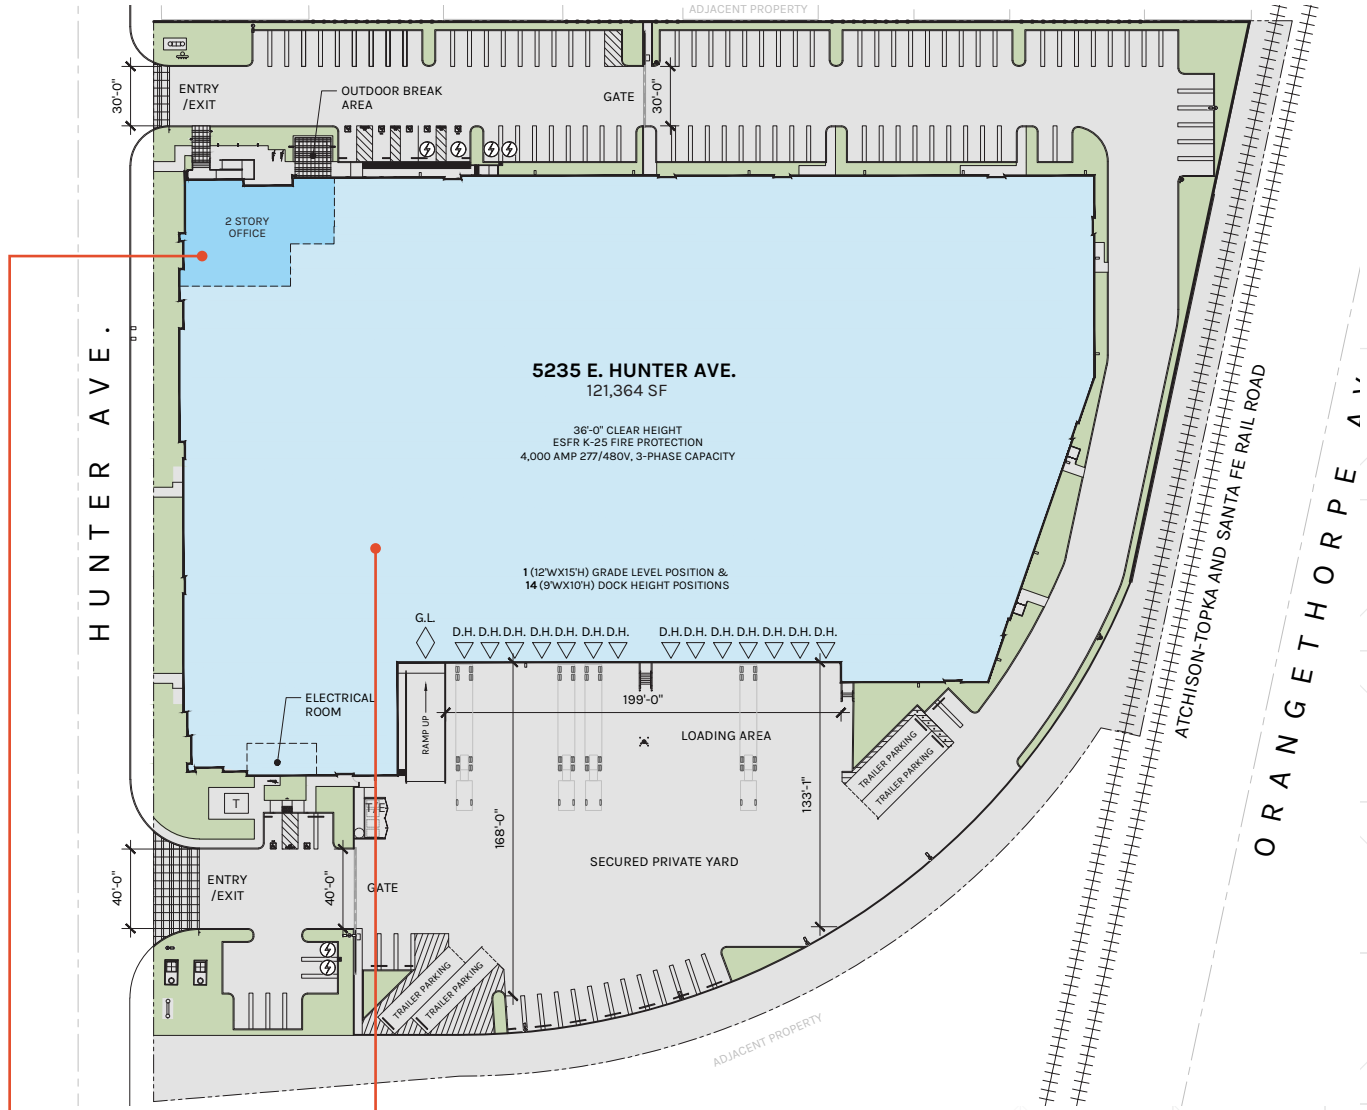 ADJACENT PROPERTY
30'-0"
ENTRY
/EXIT
OUTDOOR BREAK
AREA
GATE
30'-0"
2 STORY
OFFICE
HUNTER AVE.
5235 E. HUNTER AVE.
121,364 SF
36'-0" CLEAR HEIGHT
ESFR K-25 FIRE PROTECTION
4,000 AMP 277/480V, 3-PHASE CAPACITY
1 (12'WX15'H) GRADE LEVEL POSITION &
14 (9'WX10'H) DOCK HEIGHT POSITIONS
ATCHISON-TOPKA AND SANTA FE RAIL ROAD
ORANGETHORPE AV
G.L.
D.H. D.H. D.H. D.H. D.H. D.H. D.H. D.H. D.H. D.H. D.H. D.H. D.H. D.H.
ELECTRICAL
ROOM
RAMP UP
199'-0"
LOADING AREA
TRAILER PARKING
TRAILER PARKING
T
T/E
168'-0"
133'-1"
SECURED PRIVATE YARD
40'-0"
ENTRY
/EXIT
40'-0"
GATE
TRAILER PARKING
TRAILER PARKING
ADJACENT PROPERTY